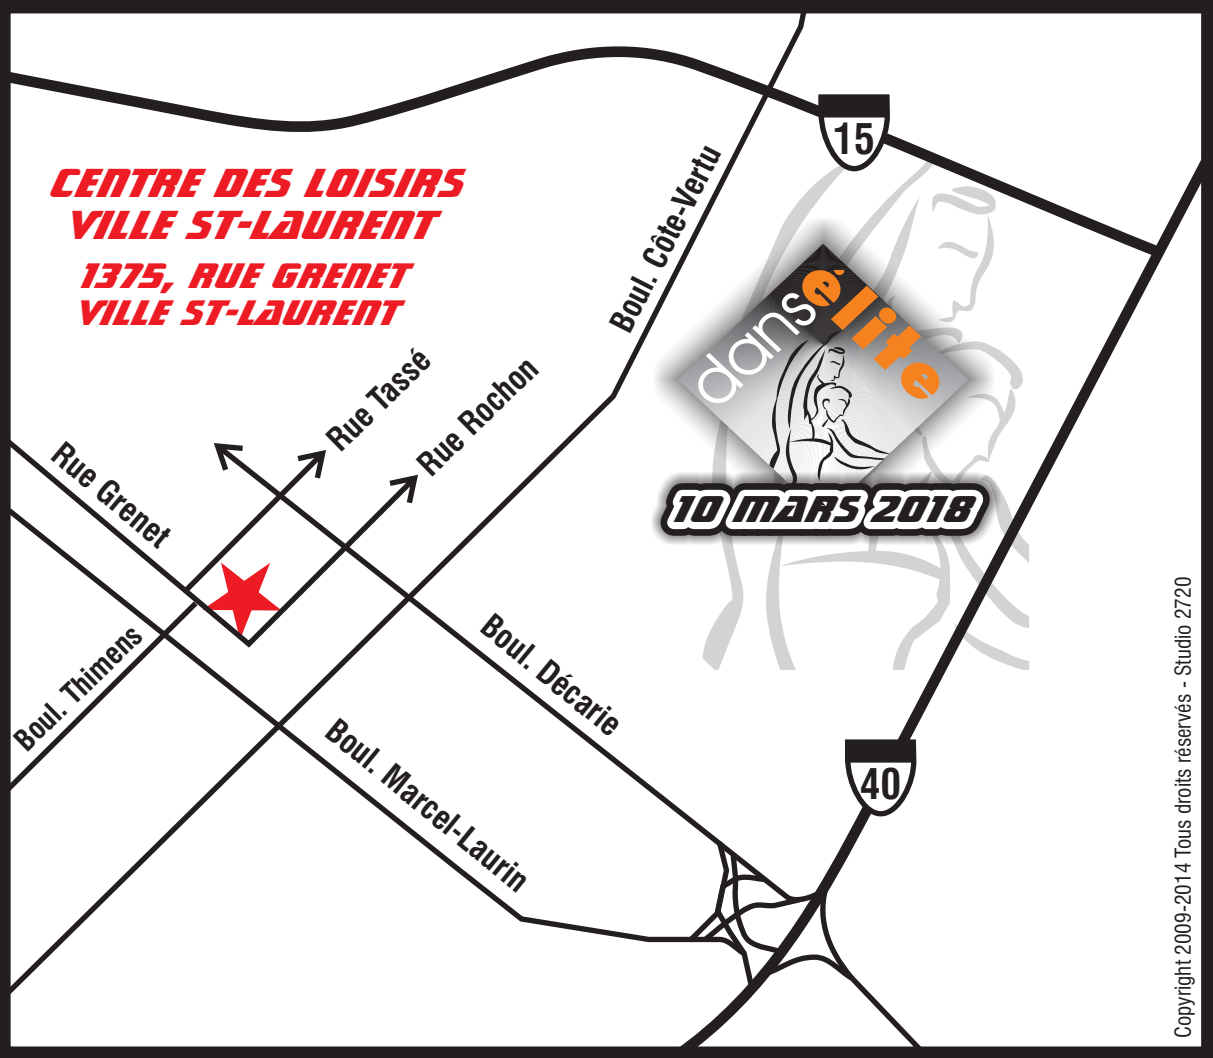 15
CENTRE DES LOISIRS
VILLE ST-LAURENT
1375, RUE GRENET
VILLE ST-LAURENT
Boul. Côte-Vertu
dansélite
10 MARS 2018
Rue Tassé
Rue Rochon
Rue Grenet
Boul. Thimens
Boul. Décarie
Boul. Marcel-Laurin
40
Copyright 2009-2014 Tous droits réservés - Studio 2720